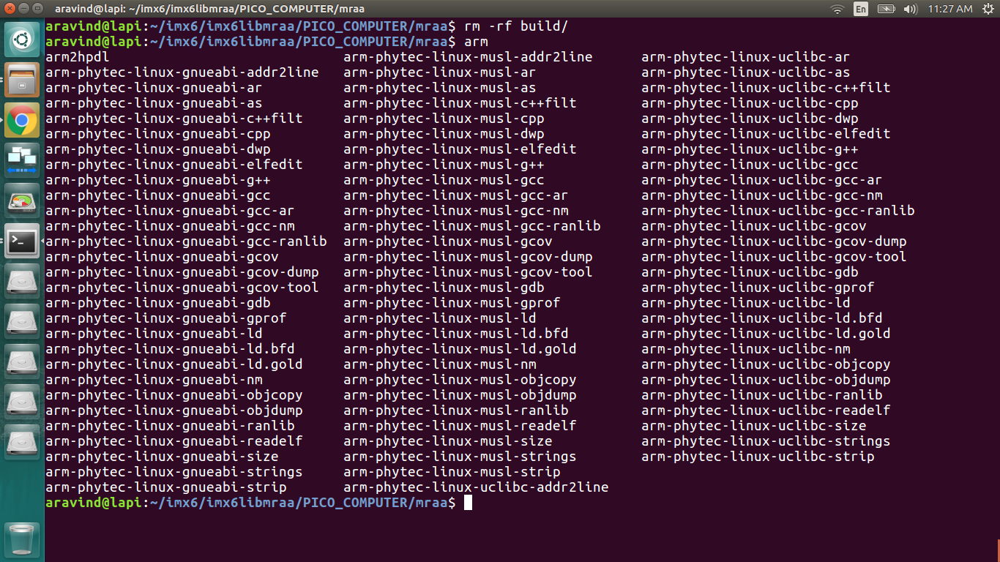 aravind@lapi: ~/imx6/imx6libmraa/PICO_COMPUTER/mraa En 11:27 AM
aravind@lapi:~/imx6/imx6libmraa/PICO_COMPUTER/mraa$ rm -rf build/
aravind@lapi:~/imx6/imx6libmraa/PICO_COMPUTER/mraa$ arm
arm2hpdl arm-phytec-linux-musl-addr2line arm-phytec-linux-uclibc-ar
arm-phytec-linux-gnueabi-addr2line arm-phytec-linux-musl-ar arm-phytec-linux-uclibc-as
arm-phytec-linux-gnueabi-ar arm-phytec-linux-musl-as arm-phytec-linux-uclibc-c++filt
arm-phytec-linux-gnueabi-as arm-phytec-linux-musl-c++filt arm-phytec-linux-uclibc-cpp
arm-phytec-linux-gnueabi-c++filt arm-phytec-linux-musl-cpp arm-phytec-linux-uclibc-dwp
arm-phytec-linux-gnueabi-cpp arm-phytec-linux-musl-dwp arm-phytec-linux-uclibc-elfedit
arm-phytec-linux-gnueabi-dwp arm-phytec-linux-musl-elfedit arm-phytec-linux-uclibc-g++
arm-phytec-linux-gnueabi-elfedit arm-phytec-linux-musl-g++ arm-phytec-linux-uclibc-gcc
arm-phytec-linux-gnueabi-g++ arm-phytec-linux-musl-gcc arm-phytec-linux-uclibc-gcc-ar
arm-phytec-linux-gnueabi-gcc arm-phytec-linux-musl-gcc-ar arm-phytec-linux-uclibc-gcc-nm
arm-phytec-linux-gnueabi-gcc-ar arm-phytec-linux-musl-gcc-nm arm-phytec-linux-uclibc-gcc-ranlib
arm-phytec-linux-gnueabi-gcc-nm arm-phytec-linux-musl-gcc-ranlib arm-phytec-linux-uclibc-gcov
arm-phytec-linux-gnueabi-gcc-ranlib arm-phytec-linux-musl-gcov arm-phytec-linux-uclibc-gcov-dump
arm-phytec-linux-gnueabi-gcov arm-phytec-linux-musl-gcov-dump arm-phytec-linux-uclibc-gcov-tool
arm-phytec-linux-gnueabi-gcov-dump arm-phytec-linux-musl-gcov-tool arm-phytec-linux-uclibc-gdb
arm-phytec-linux-gnueabi-gcov-tool arm-phytec-linux-musl-gdb arm-phytec-linux-uclibc-gprof
arm-phytec-linux-gnueabi-gdb arm-phytec-linux-musl-gprof arm-phytec-linux-uclibc-ld
arm-phytec-linux-gnueabi-gprof arm-phytec-linux-musl-ld arm-phytec-linux-uclibc-ld.bfd
arm-phytec-linux-gnueabi-ld arm-phytec-linux-musl-ld.bfd arm-phytec-linux-uclibc-ld.gold
arm-phytec-linux-gnueabi-ld.bfd arm-phytec-linux-musl-ld.gold arm-phytec-linux-uclibc-nm
arm-phytec-linux-gnueabi-ld.gold arm-phytec-linux-musl-nm arm-phytec-linux-uclibc-objcopy
arm-phytec-linux-gnueabi-nm arm-phytec-linux-musl-objcopy arm-phytec-linux-uclibc-objdump
arm-phytec-linux-gnueabi-objcopy arm-phytec-linux-musl-objdump arm-phytec-linux-uclibc-ranlib
arm-phytec-linux-gnueabi-objdump arm-phytec-linux-musl-ranlib arm-phytec-linux-uclibc-readelf
arm-phytec-linux-gnueabi-ranlib arm-phytec-linux-musl-readelf arm-phytec-linux-uclibc-size
arm-phytec-linux-gnueabi-readelf arm-phytec-linux-musl-size arm-phytec-linux-uclibc-strings
arm-phytec-linux-gnueabi-size arm-phytec-linux-musl-strings arm-phytec-linux-uclibc-strip
arm-phytec-linux-gnueabi-strings arm-phytec-linux-musl-strip
arm-phytec-linux-gnueabi-strip arm-phytec-linux-uclibc-addr2line
aravind@lapi:~/imx6/imx6libmraa/PICO_COMPUTER/mraa$